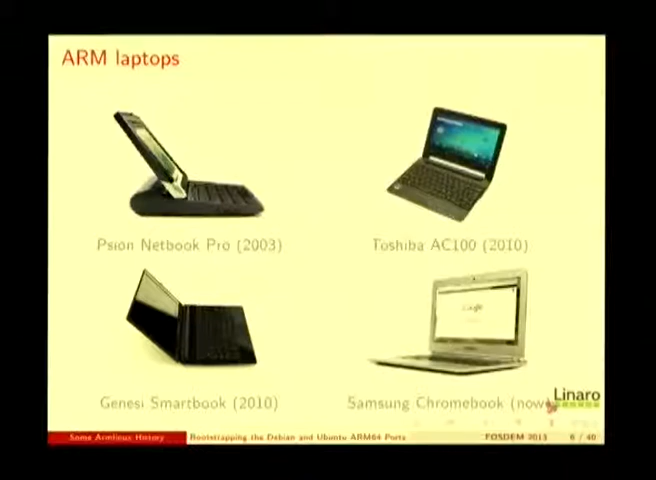 ARM laptops
Psion Netbook Pro (2003)
Toshiba AC100 (2010)
Genesi Smartbook (2010)
Samsung Chromebook (now
Linaro
Some Armlinux History
Bootstrapping the Debian and Ubuntu ARM64 Ports
FOSDEM 2013
6 / 40